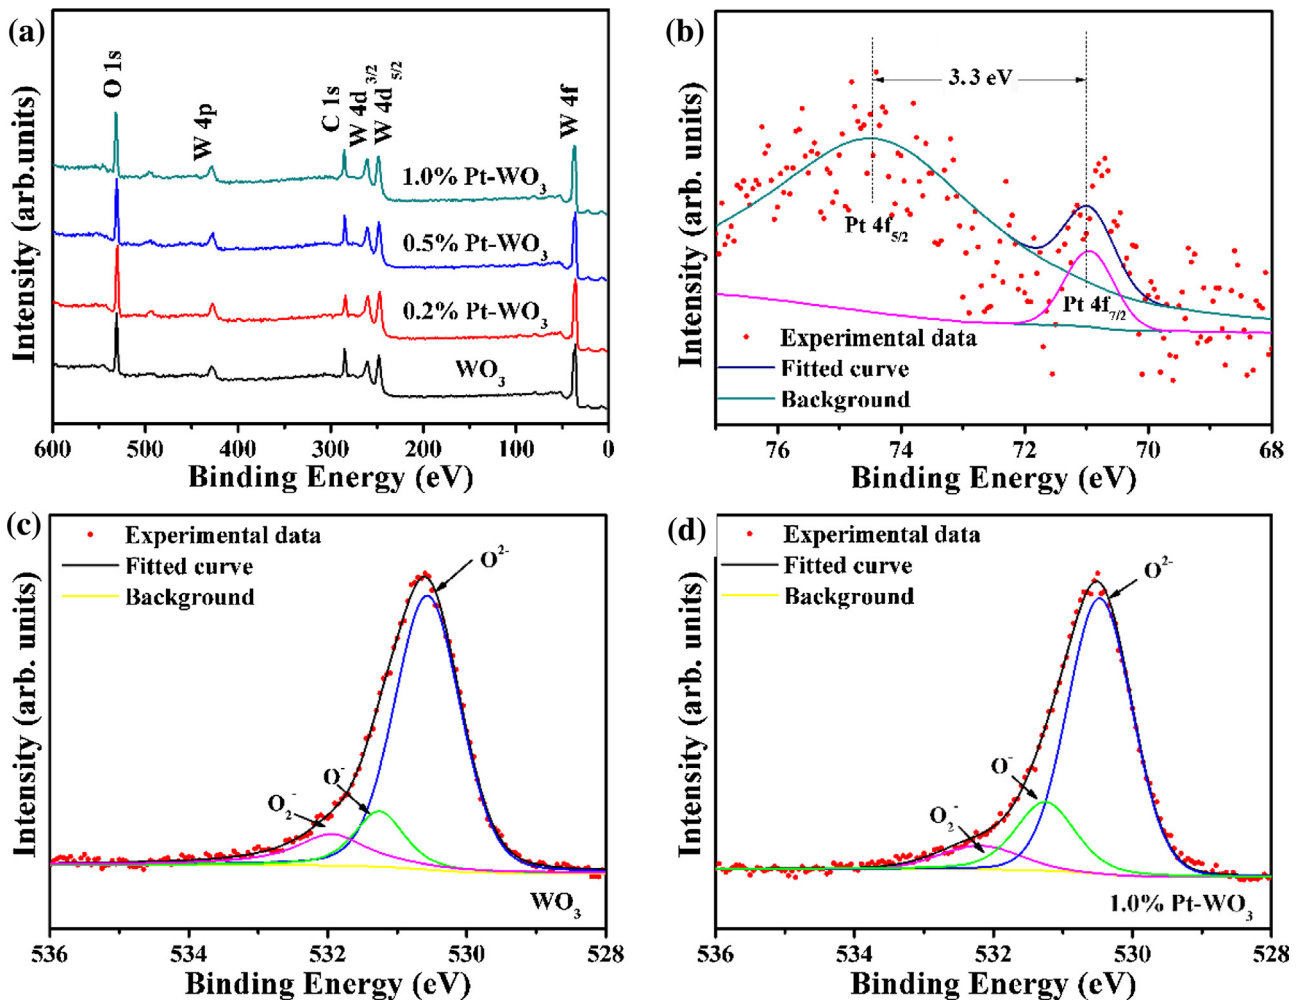 (a)
Intensity (arb.units)
O 1s
W 4p
C 1s
W 4d3/2
W 4d5/2
W 4f
1.0% Pt-WO3
0.5% Pt-WO3
0.2% Pt-WO3
WO3
600 500 400 300 200 100 0
Binding Energy (eV)
(b)
Intensity (arb. units)
3.3 eV
Pt 4f5/2
Pt 4f7/2
Experimental data
Fitted curve
Background
76 74 72 70 68
Binding Energy (eV)
(c)
Intensity (arb. units)
Experimental data
Fitted curve
Background
O2-
O-
O2-
WO3
536 534 532 530 528
Binding Energy (eV)
(d)
Intensity (arb. units)
Experimental data
Fitted curve
Background
O2-
O-
O2-
1.0% Pt-WO3
536 534 532 530 528
Binding Energy (eV)